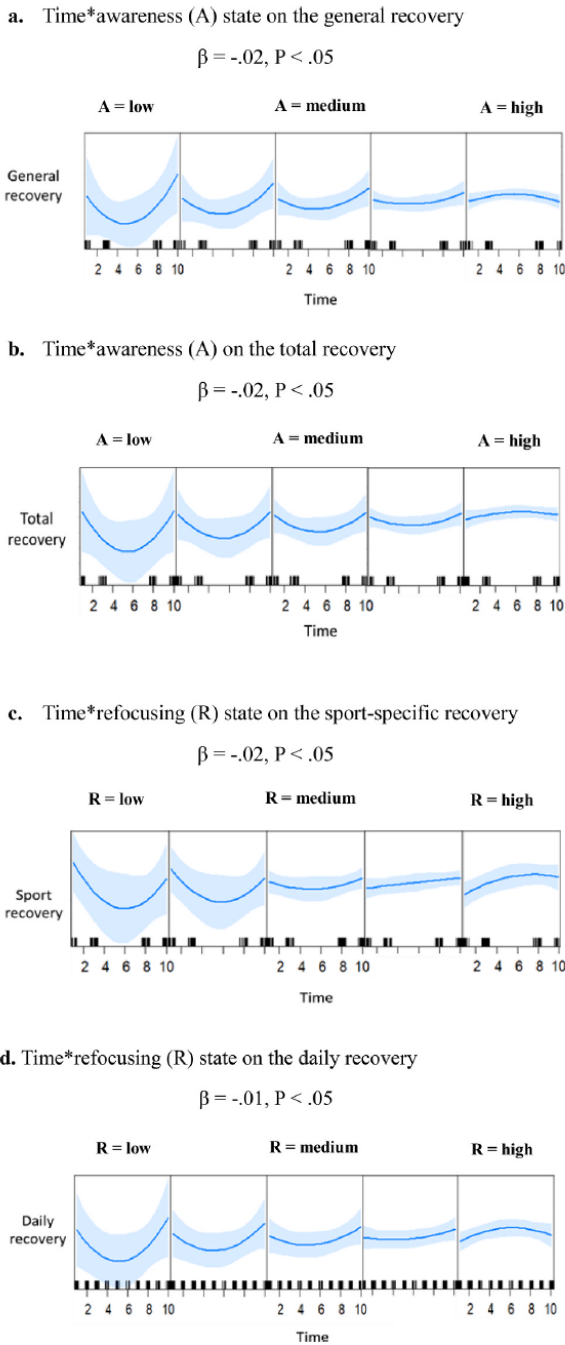 a. Time*awareness (A) state on the general recovery
β = -.02, P < .05
A = low A = medium A = high
General
recovery
2 4 6 8 10 2 4 6 8 10 2 4 6 8 10
Time
b. Time*awareness (A) on the total recovery
β = -.02, P < .05
A = low A = medium A = high
Total
recovery
2 4 6 8 10 2 4 6 8 10 2 4 6 8 10
Time
c. Time*refocusing (R) state on the sport-specific recovery
β = -.02, P < .05
R = low R = medium R = high
Sport
recovery
2 4 6 8 10 2 4 6 8 10 2 4 6 8 10
Time
d. Time*refocusing (R) state on the daily recovery
β = -.01, P < .05
R = low R = medium R = high
Daily
recovery
2 4 6 8 10 2 4 6 8 10 2 4 6 8 10
Time